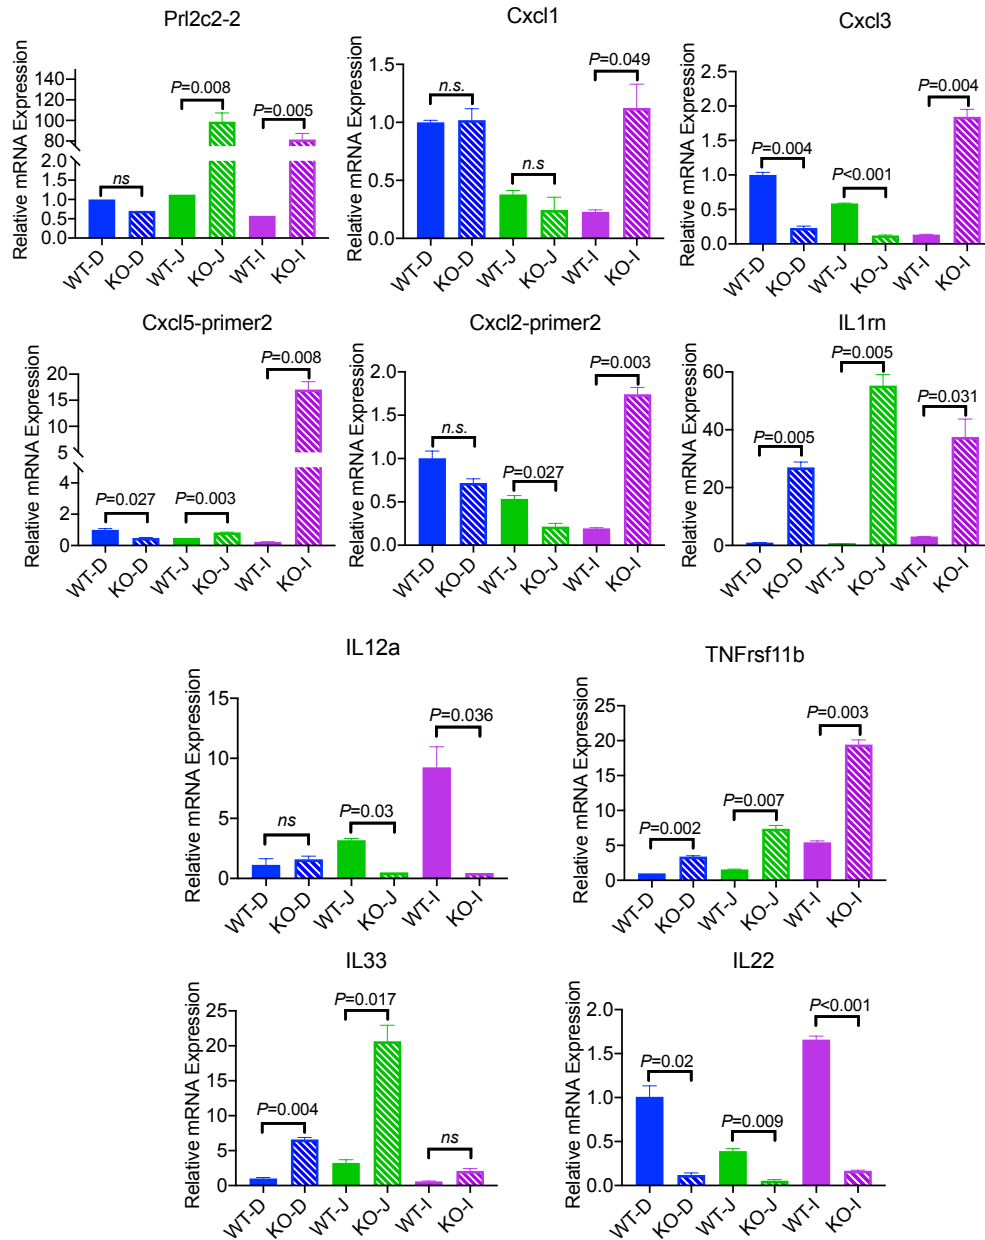 Prl2c2-2
Relative mRNA Expression
140
120
100
80
60
2.0
1.5
1.0
0.5
0.0
ns
P=0.008
P=0.005
WT-D
KO-D
WT-J
KO-J
WT-I
KO-I
Cxcl1
Relative mRNA Expression
1.5
1.0
0.5
0.0
n.s.
n.s
P=0.049
WT-D
KO-D
WT-J
KO-J
WT-I
KO-I
Cxcl3
Relative mRNA Expression
2.5
2.0
1.5
1.0
0.5
0.0
P=0.004
P<0.001
P=0.004
WT-D
KO-D
WT-J
KO-J
WT-I
KO-I
Cxcl5-primer2
Relative mRNA Expression
20
15
10
5
4
2
0
P=0.027
P=0.003
P=0.008
WT-D
KO-D
WT-J
KO-J
WT-I
KO-I
Cxcl2-primer2
Relative mRNA Expression
2.0
1.5
1.0
0.5
0.0
n.s.
P=0.027
P=0.003
WT-D
KO-D
WT-J
KO-J
WT-I
KO-I
IL1rn
Relative mRNA Expression
60
40
20
0
P=0.005
P=0.005
P=0.031
WT-D
KO-D
WT-J
KO-J
WT-I
KO-I
IL12a
Relative mRNA Expression
15
10
5
0
ns
P=0.03
P=0.036
WT-D
KO-D
WT-J
KO-J
WT-I
KO-I
TNFrsf11b
Relative mRNA Expression
25
20
15
10
5
0
P=0.002
P=0.007
P=0.003
WT-D
KO-D
WT-J
KO-J
WT-I
KO-I
IL33
Relative mRNA Expression
25
20
15
10
5
0
P=0.004
P=0.017
ns
WT-D
KO-D
WT-J
KO-J
WT-I
KO-I
IL22
Relative mRNA Expression
2.0
1.5
1.0
0.5
0.0
P=0.02
P=0.009
P<0.001
WT-D
KO-D
WT-J
KO-J
WT-I
KO-I